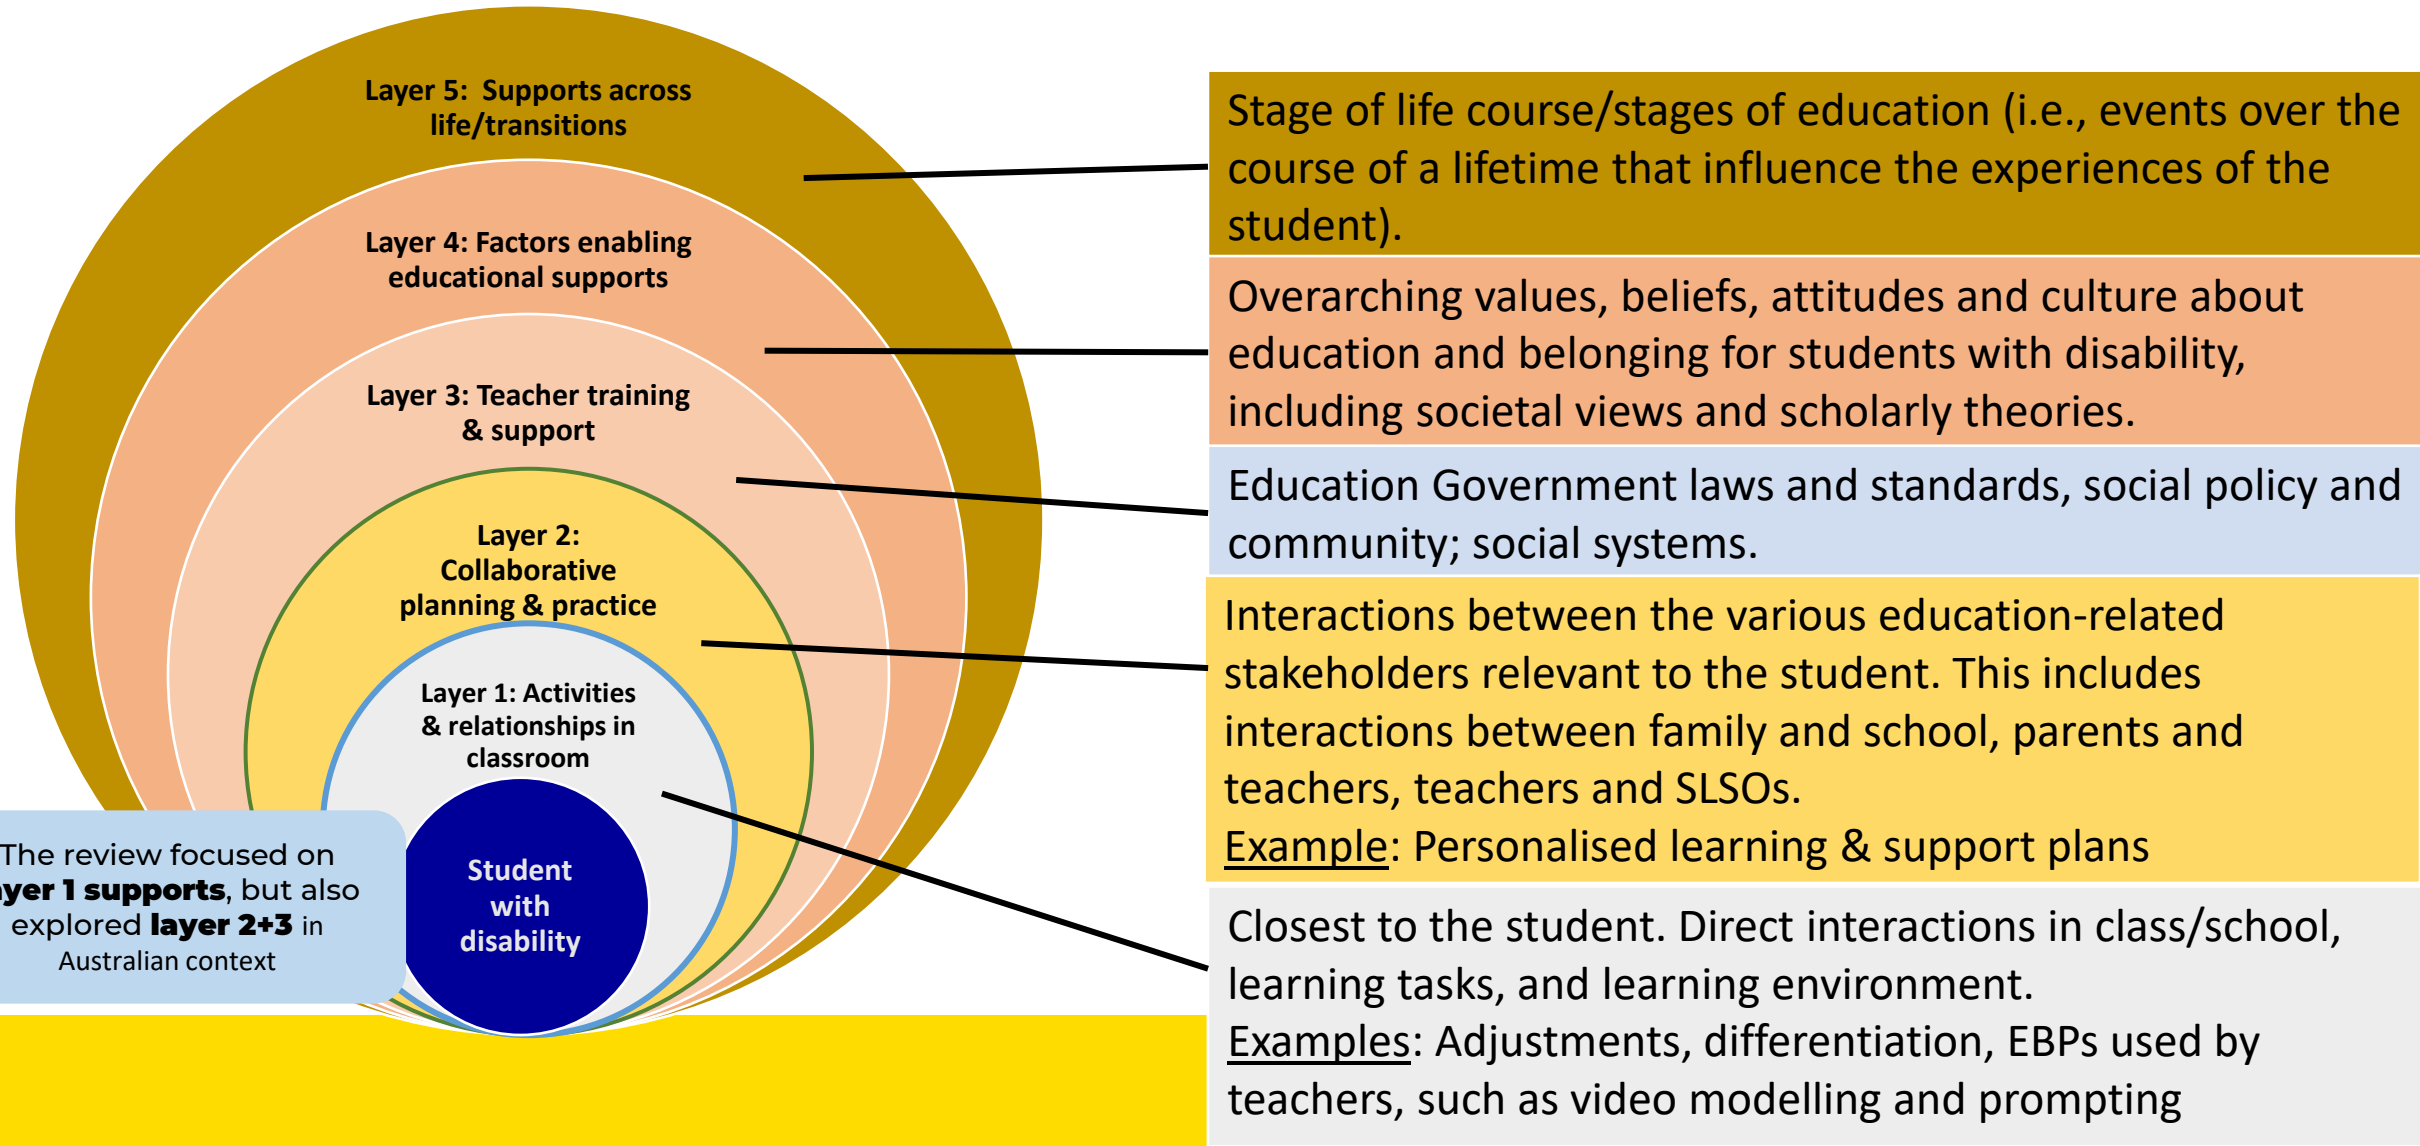 Layer 5:  Supports across
life/transitions
Layer 4: Factors enabling
educational supports
Layer 3: Teacher training
& support
Layer 2:
Collaborative
planning & practice
Layer 1: Activities
& relationships in
classroom
Student
with
disability
The review focused on
ayer 1 supports, but also
explored layer 2+3 in
Australian context
Stage of life course/stages of education (i.e., events over the
course of a lifetime that influence the experiences of the
student).
Overarching values, beliefs, attitudes and culture about
education and belonging for students with disability,
including societal views and scholarly theories.
Education Government laws and standards, social policy and
community; social systems.
Interactions between the various education-related
stakeholders relevant to the student. This includes
interactions between family and school, parents and
teachers, teachers and SLSOs.
Example: Personalised learning & support plans
Closest to the student. Direct interactions in class/school,
learning tasks, and learning environment.
Examples: Adjustments, differentiation, EBPs used by
teachers, such as video modelling and prompting